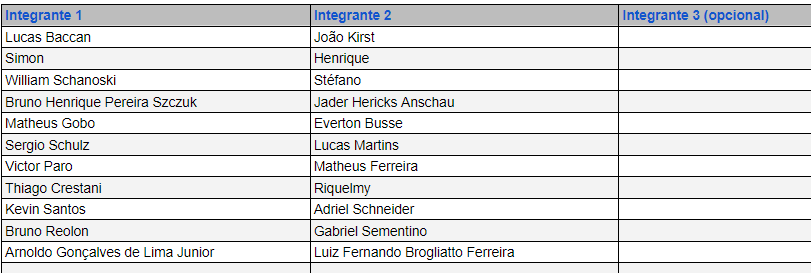 Integrante 1 Integrante 2 Integrante 3 (opcional)
Lucas Baccan João Kirst
Simon Henrique
William Schanoski Stéfano
Bruno Henrique Pereira Szczuk Jader Hericks Anschau
Matheus Gobo Everton Busse
Sergio Schulz Lucas Martins
Victor Paro Matheus Ferreira
Thiago Crestani Riquelmy
Kevin Santos Adriel Schneider
Bruno Reolon Gabriel Sementino
Arnoldo Gonçalves de Lima Junior Luiz Fernando Brogliatto Ferreira